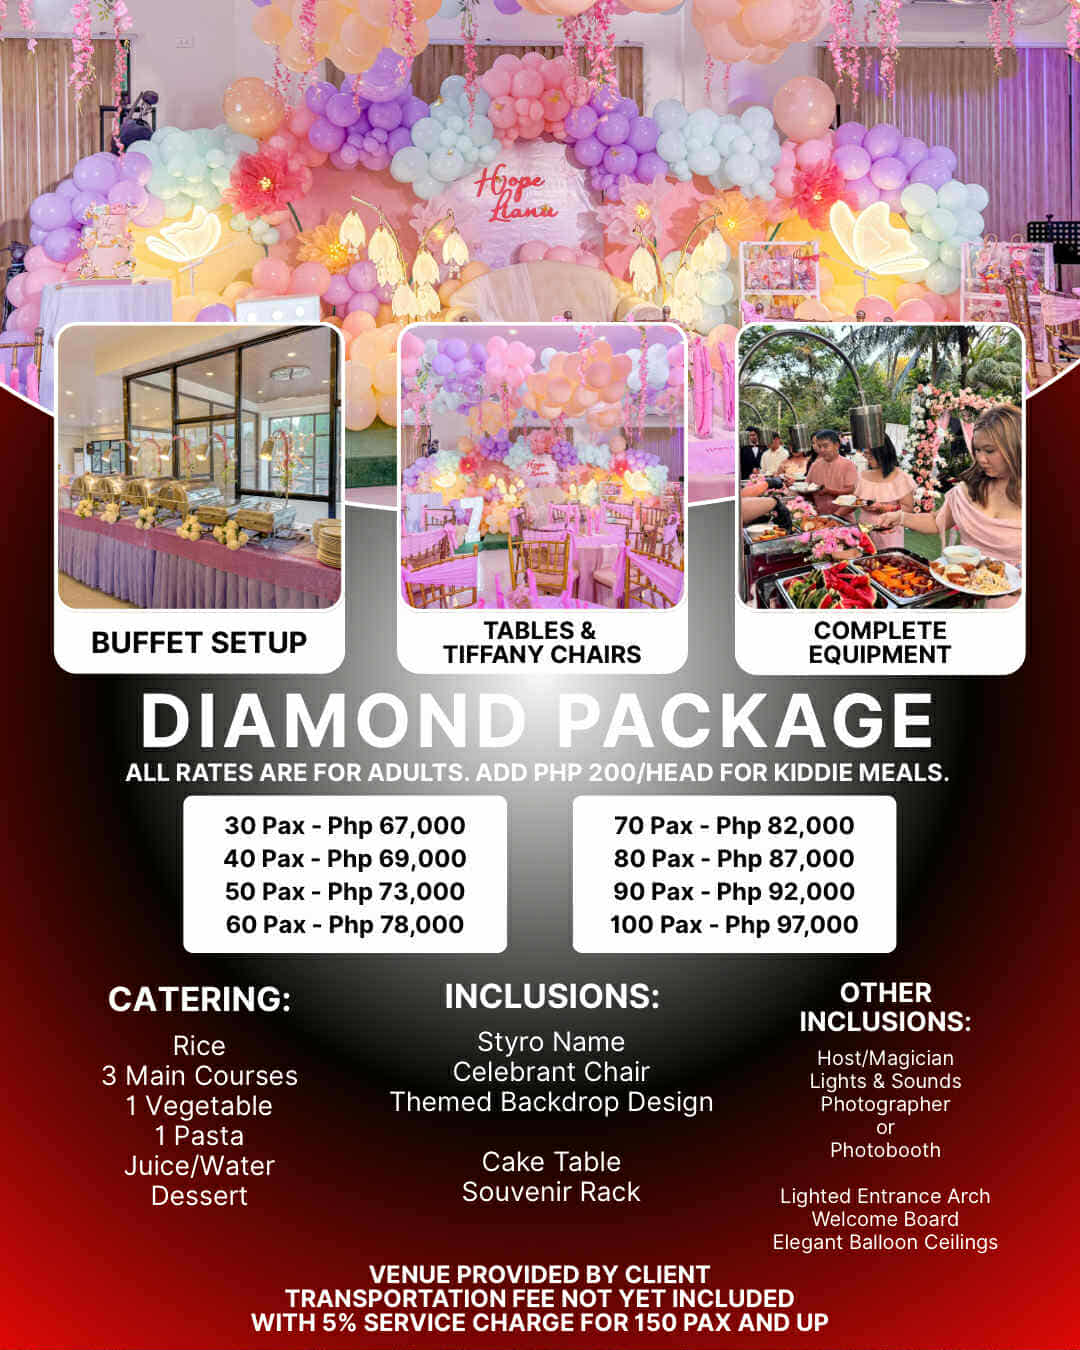 Hope
Lianu
BUFFET SETUP
TABLES &
TIFFANY CHAIRS
COMPLETE
EQUIPMENT
DIAMOND PACKAGE
ALL RATES ARE FOR ADULTS. ADD PHP 200/HEAD FOR KIDDIE MEALS.
30 Pax - Php 67,000
40 Pax - Php 69,000
50 Pax - Php 73,000
60 Pax - Php 78,000
70 Pax - Php 82,000
80 Pax - Php 87,000
90 Pax - Php 92,000
100 Pax - Php 97,000
CATERING:
Rice
3 Main Courses
1 Vegetable
1 Pasta
Juice/Water
Dessert
INCLUSIONS:
Styro Name
Celebrant Chair
Themed Backdrop Design
Cake Table
Souvenir Rack
OTHER
INCLUSIONS:
Host/Magician
Lights & Sounds
Photographer
or
Photobooth
Lighted Entrance Arch
Welcome Board
Elegant Balloon Ceilings
VENUE PROVIDED BY CLIENT
TRANSPORTATION FEE NOT YET INCLUDED
WITH 5% SERVICE CHARGE FOR 150 PAX AND UP